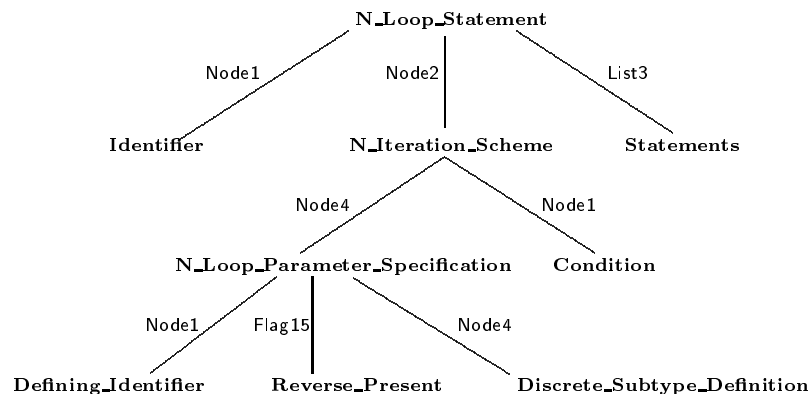 N_Loop_Statement
Node1 Node2 List3
Identifier N_Iteration_Scheme Statements
Node4 Node1
N_Loop_Parameter_Specification Condition
Node1 Flag15 Node4
Defining_Identifier Reverse_Present Discrete_Subtype_Definition